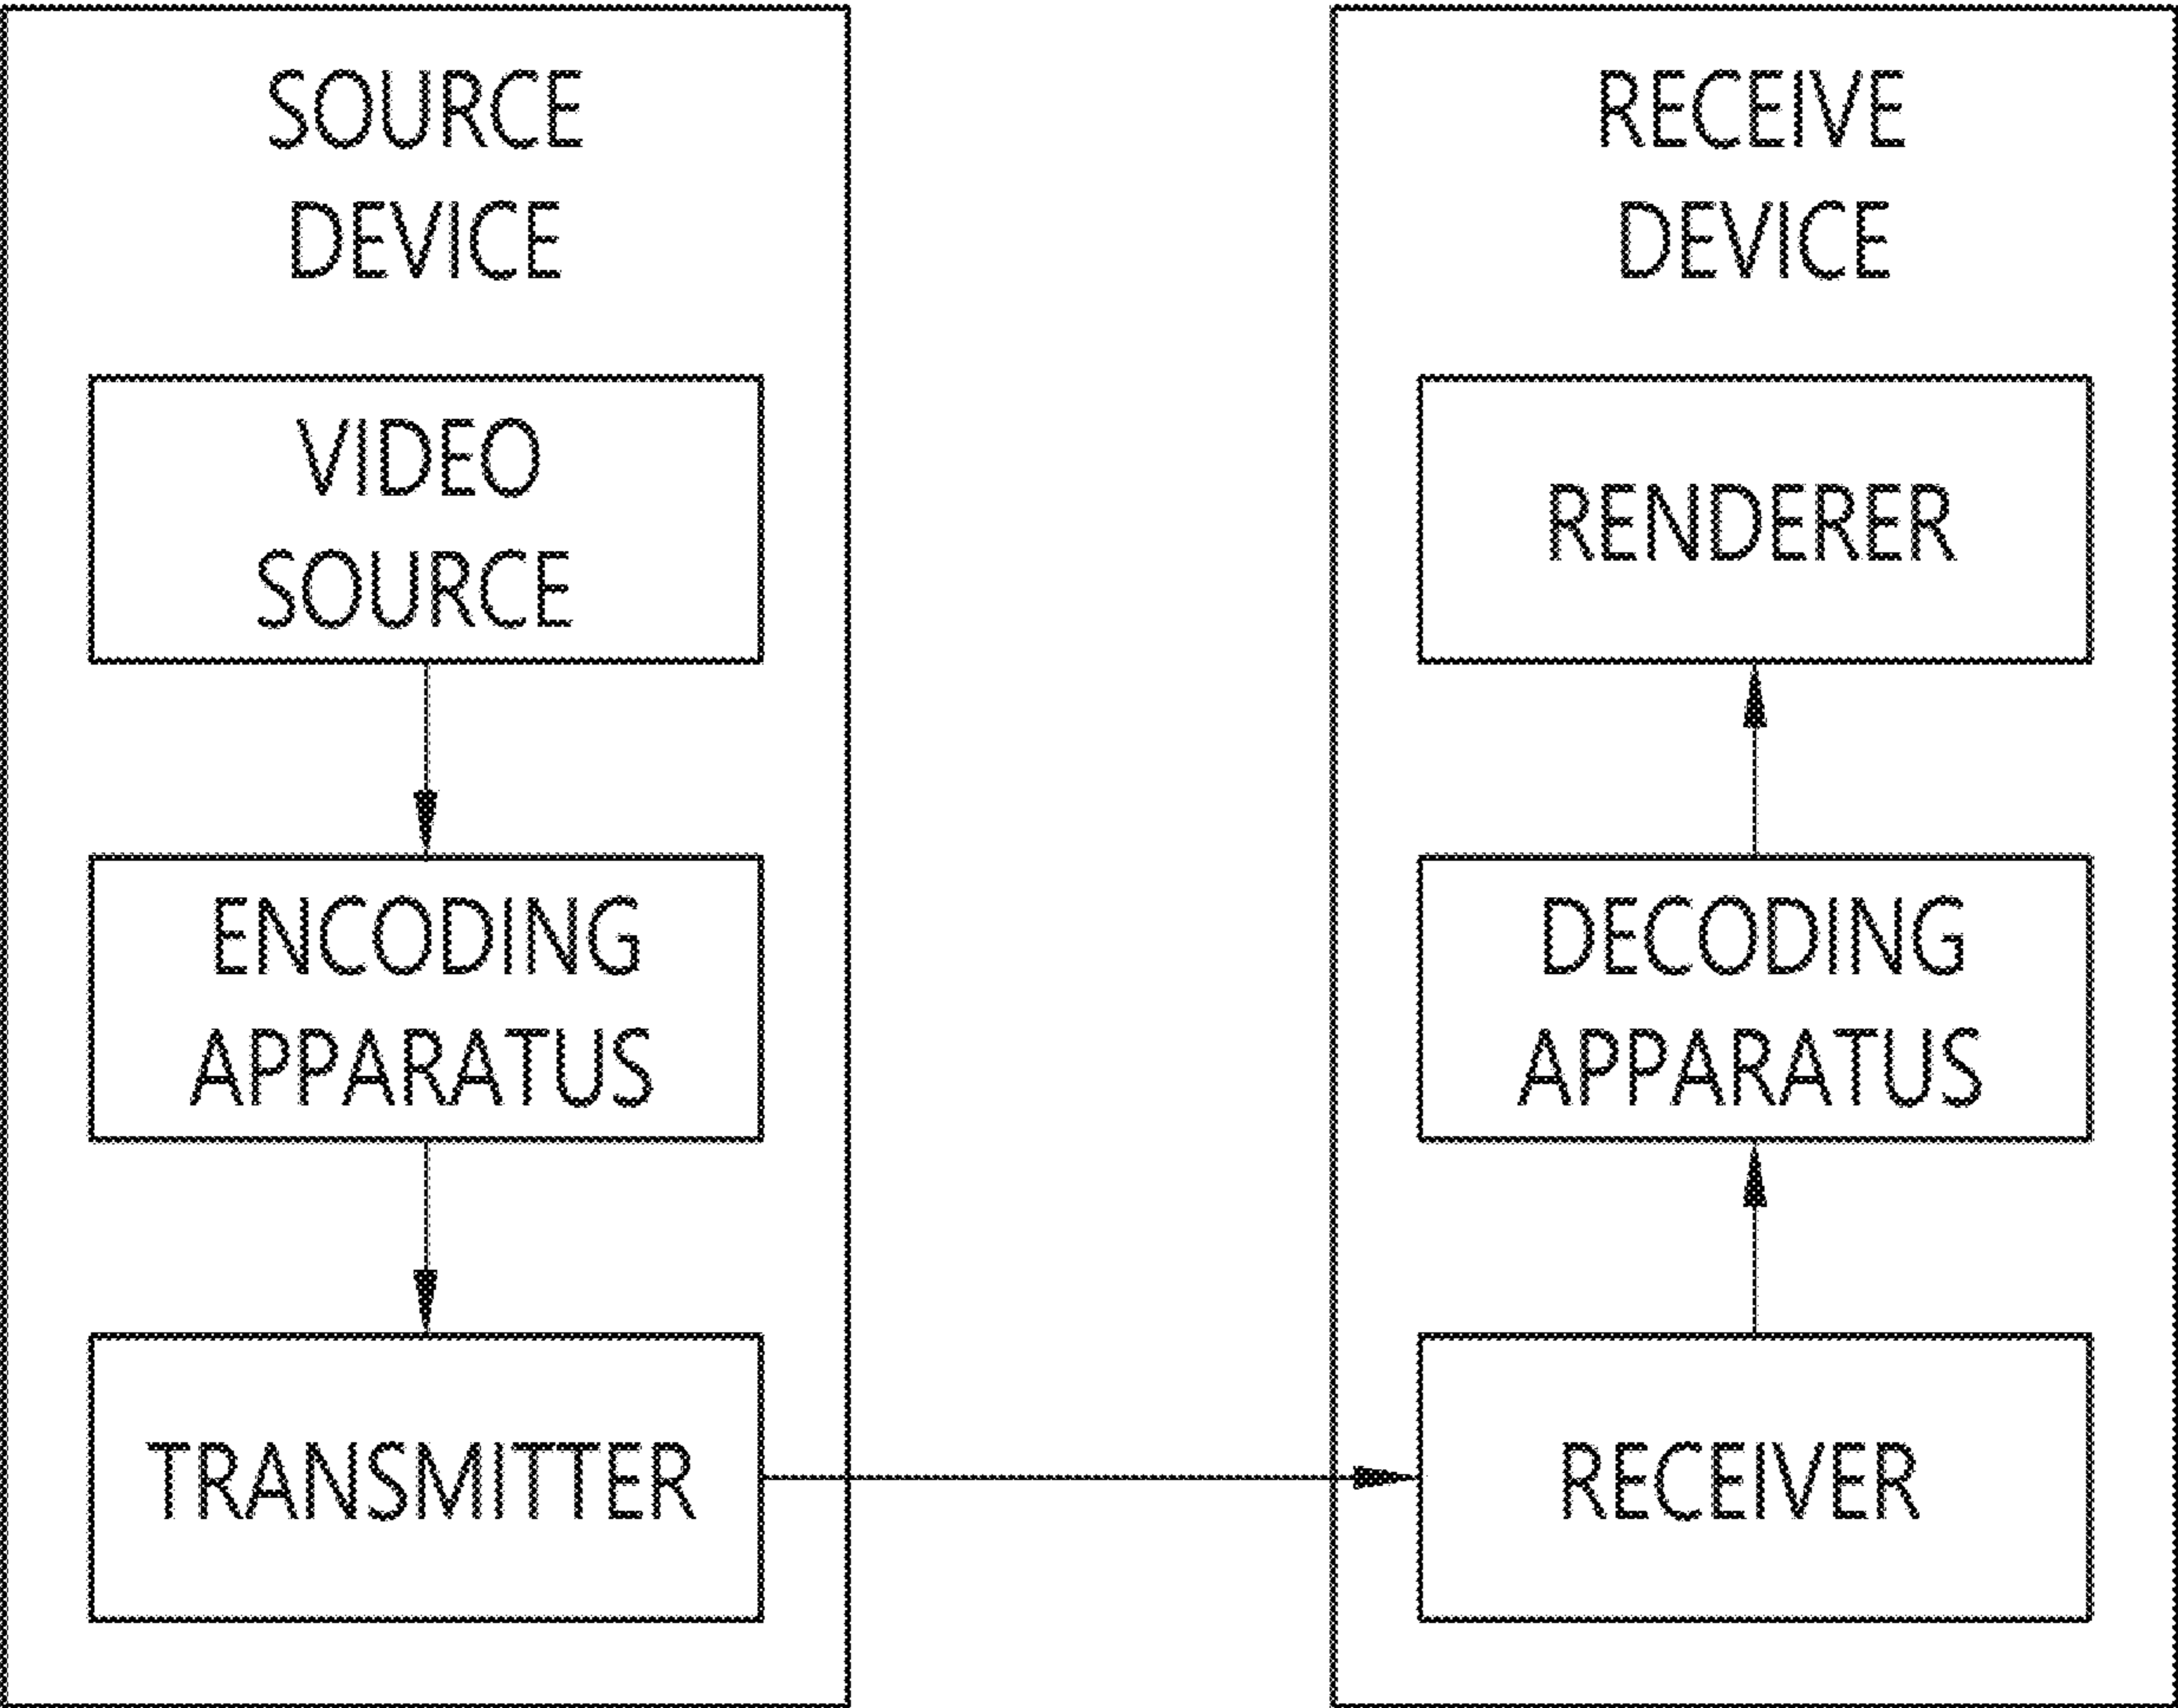 SOURCE
DEVICE
VIDEO
SOURCE
ENCODING
APPARATUS
TRANSMITTER
RECEIVE
DEVICE
RENDERER
DECODING
APPARATUS
RECEIVER